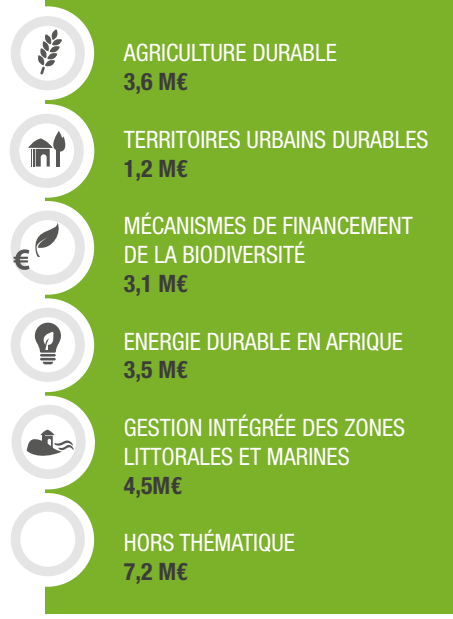 AGRICULTURE DURABLE
3,6 M€
TERRITOIRES URBAINS DURABLES
1,2 M€
MÉCANISMES DE FINANCEMENT
DE LA BIODIVERSITÉ
3,1 M€
€
ENERGIE DURABLE EN AFRIQUE
3,5 M€
GESTION INTÉGRÉE DES ZONES
LITTORALES ET MARINES
4,5M€
HORS THÉMATIQUE
7,2 M€